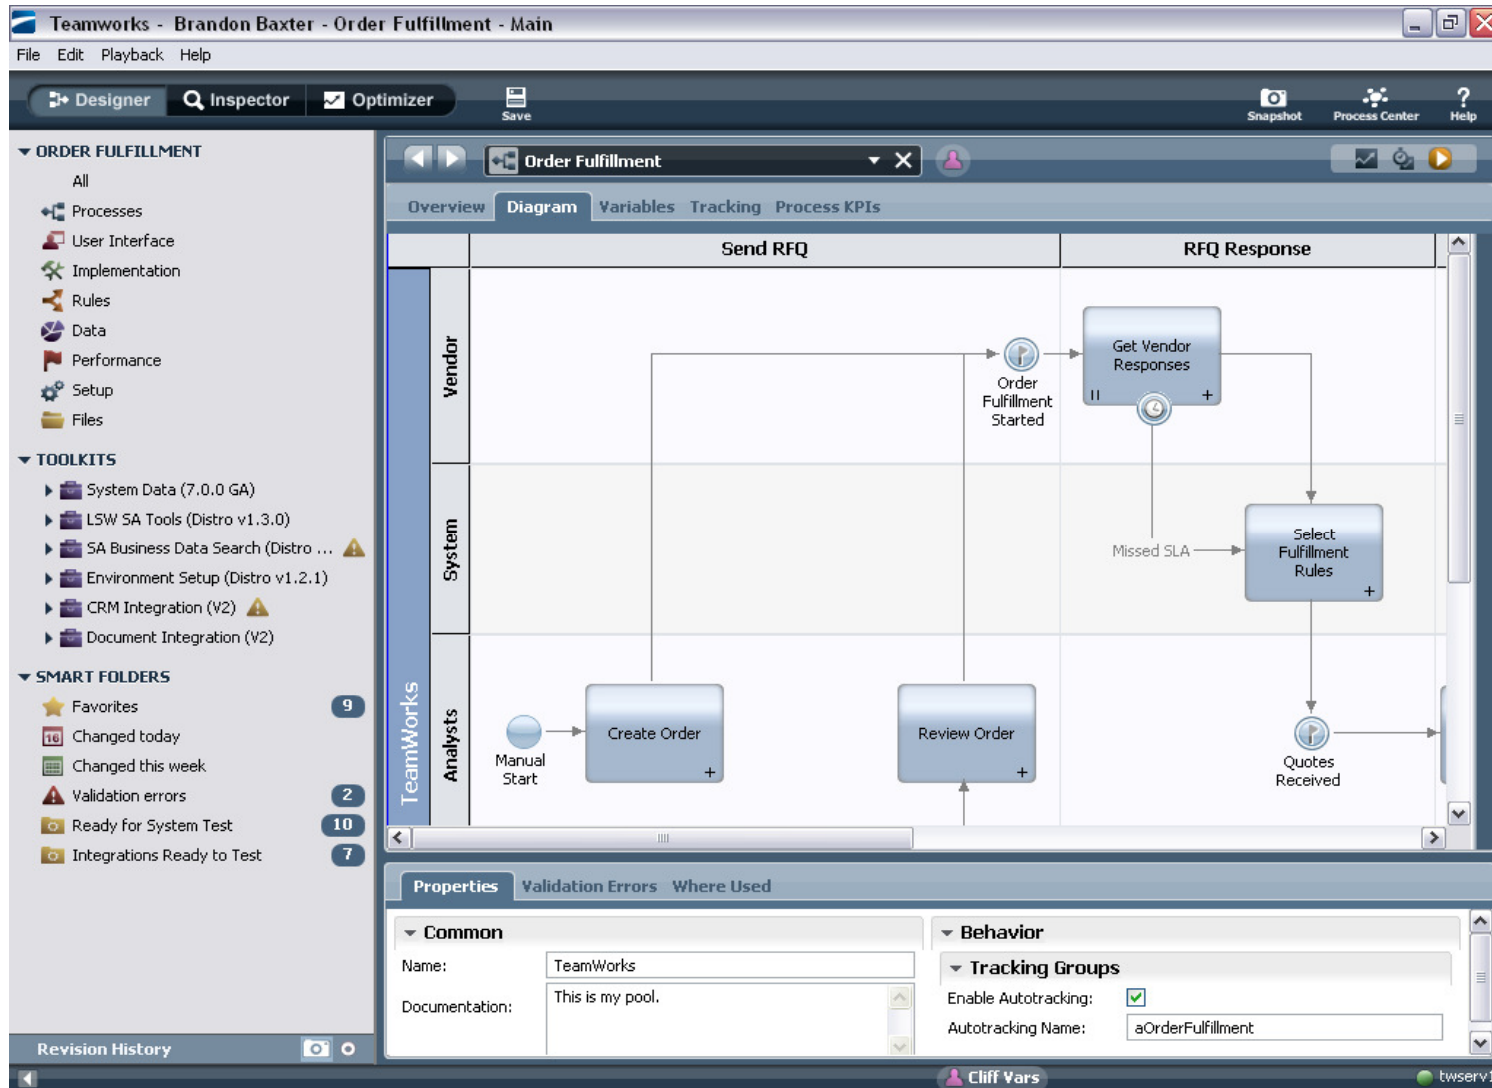 Teamworks - Brandon Baxter - Order Fulfillment - Main
File Edit Playback Help
Designer Inspector Optimizer Save Snapshot Process Center Help
ORDER FULFILLMENT
All
Processes
User Interface
Implementation
Rules
Data
Performance
Setup
Files
TOOLKITS
System Data (7.0.0 GA)
LSW SA Tools (Distro v1.3.0)
SA Business Data Search (Distro ...
Environment Setup (Distro v1.2.1)
CRM Integration (V2)
Document Integration (V2)
SMART FOLDERS
Favorites 9
16 Changed today
Changed this week
Validation errors 2
Ready for System Test 10
Integrations Ready to Test 7
Revision History
Order Fulfillment
Overview Diagram Variables Tracking Process KPIs
Send RFQ RFQ Response
TeamWorks
Vendor
Order
Fulfillment
Started
Get Vendor
Responses
System
Missed SLA
Select
Fulfillment
Rules
Analysts
Manual
Start
Create Order
Review Order
Quotes
Received
Properties Validation Errors Where Used
Common
Name: TeamWorks
Documentation: This is my pool.
Behavior
Tracking Groups
Enable Autotracking:
Autotracking Name: aOrderFulfillment
Cliff Vars twserv1